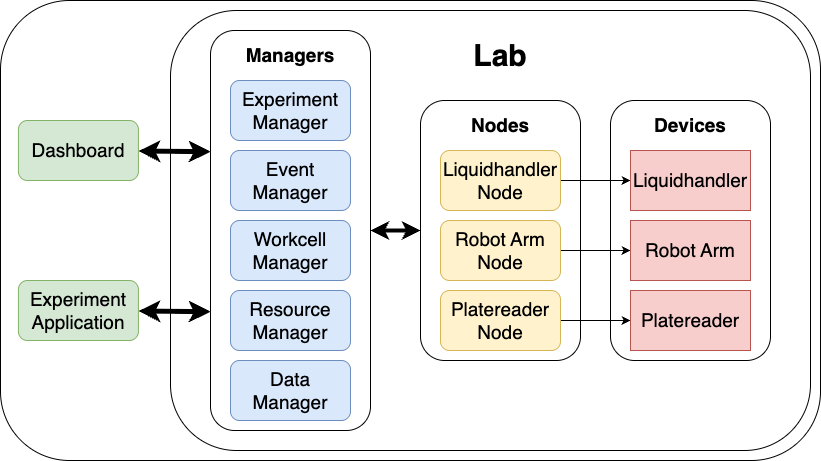 Lab
Managers
Experiment
Manager
Event
Manager
Workcell
Manager
Resource
Manager
Data
Manager
Dashboard
Experiment
Application
Nodes
Liquidhandler
Node
Robot Arm
Node
Platereader
Node
Devices
Liquidhandler
Robot Arm
Platereader